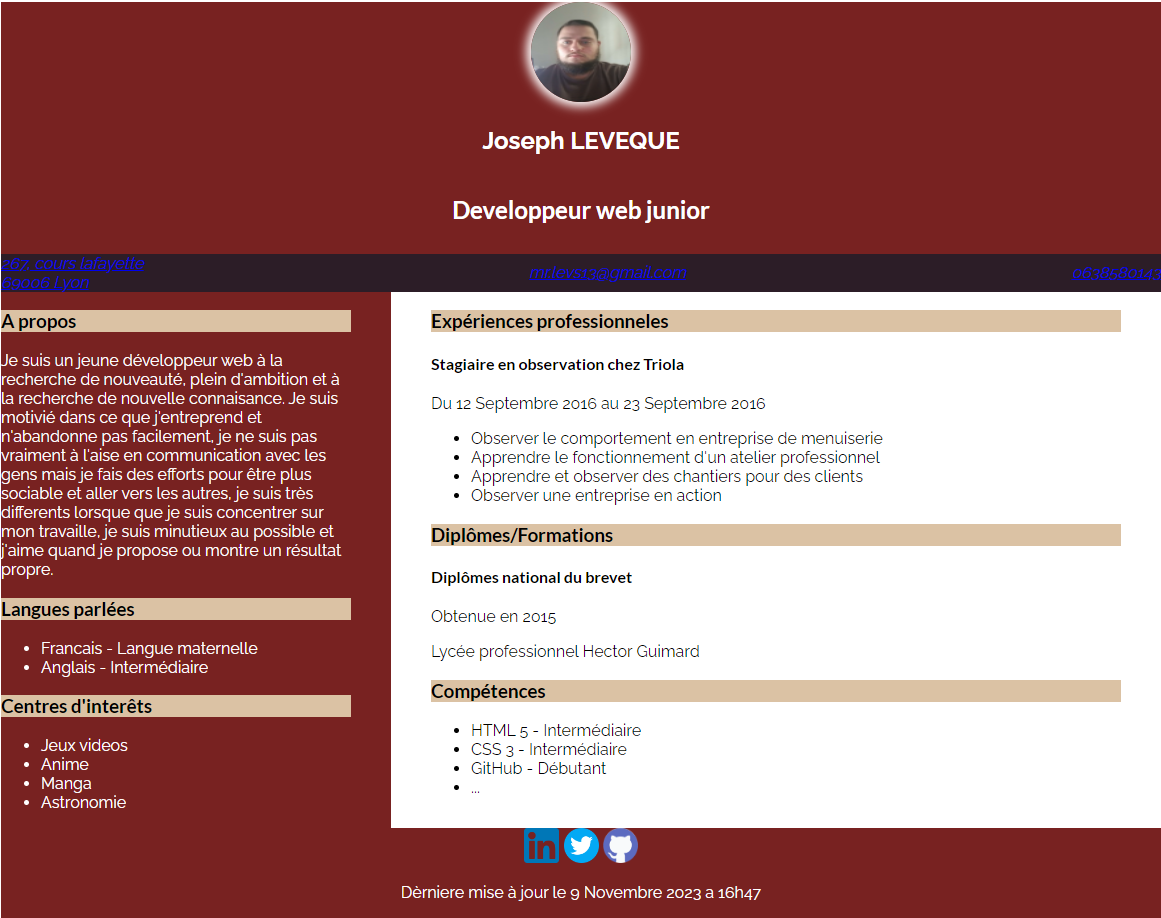 Joseph LEVEQUE
Developpeur web junior
267, cours lafayette
69006 Lyon
A propos
Je suis un jeune développeur web à la
recherche de nouveauté, plein d'ambition et à
la recherche de nouvelle connaisance. Je suis
motivié dans ce que j'entreprend et
n'abandonne pas facilement, je ne suis pas
vraiment à l'aise en communication avec les
gens mais je fais des efforts pour être plus
sociable et aller vers les autres, je suis très
differents lorsque que je suis concentrer sur
mon travaille, je suis minutieux au possible et
j'aime quand je propose ou montre un résultat
propre.
Langues parlées
Francais - Langue maternelle
Anglais - Intermédiaire
Centres d'interêts
Jeux videos
Anime
Manga
Astronomie
Expériences professionneles
Stagiaire en observation chez Triola
Du 12 Septembre 2016 au 23 Septembre 2016
Observer le comportement en entreprise de menuiserie
Apprendre le fonctionnement d'un atelier professionnel
Apprendre et observer des chantiers pour des clients
Observer une entreprise en action
Diplômes/Formations
Diplômes national du brevet
Obtenue en 2015
Lycée professionnel Hector Guimard
Compétences
HTML 5 - Intermédiaire
CSS 3 - Intermédiaire
GitHub - Débutant
...
in
Dèrniere mise à jour le 9 Novembre 2023 a 16h47